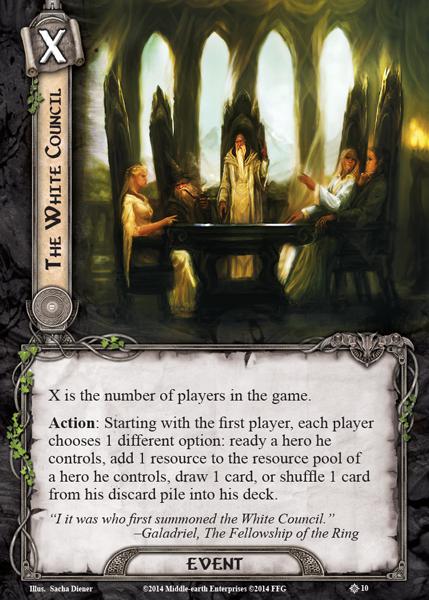 X
THE WHITE COUNCIL
X is the number of players in the game.
Action: Starting with the first player, each player
chooses 1 different option: ready a hero he
controls, add 1 resource to the resource pool of
a hero he controls, draw 1 card, or shuffle 1 card
from his discard pile into his deck.
“I it was who first summoned the White Council.”
–Galadriel, The Fellowship of the Ring
EVENT
Illus. Sacha Diener ©2014 Middle-earth Enterprises ©2014 FFG 10